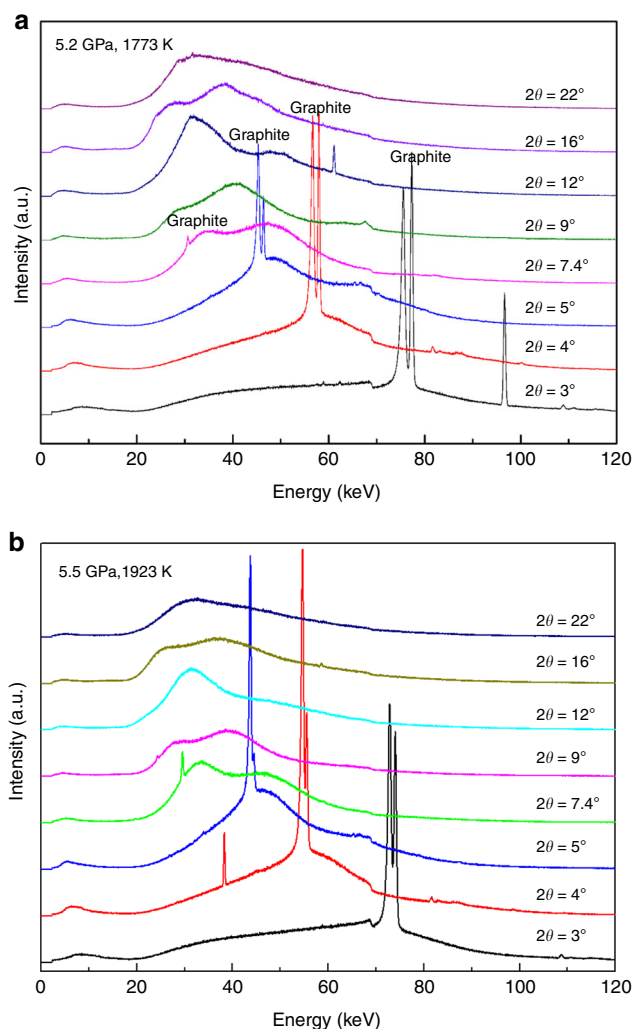 a
5.2 GPa, 1773 K
2θ = 22°
Graphite
2θ = 16°
Graphite
Graphite
2θ = 12°
Graphite
2θ = 9°
2θ = 7.4°
2θ = 5°
2θ = 4°
2θ = 3°
Intensity (a.u.)
0 20 40 60 80 100 120
Energy (keV)
b
5.5 GPa,1923 K
2θ = 22°
2θ = 16°
2θ = 12°
2θ = 9°
2θ = 7.4°
2θ = 5°
2θ = 4°
2θ = 3°
Intensity (a.u.)
0 20 40 60 80 100 120
Energy (keV)